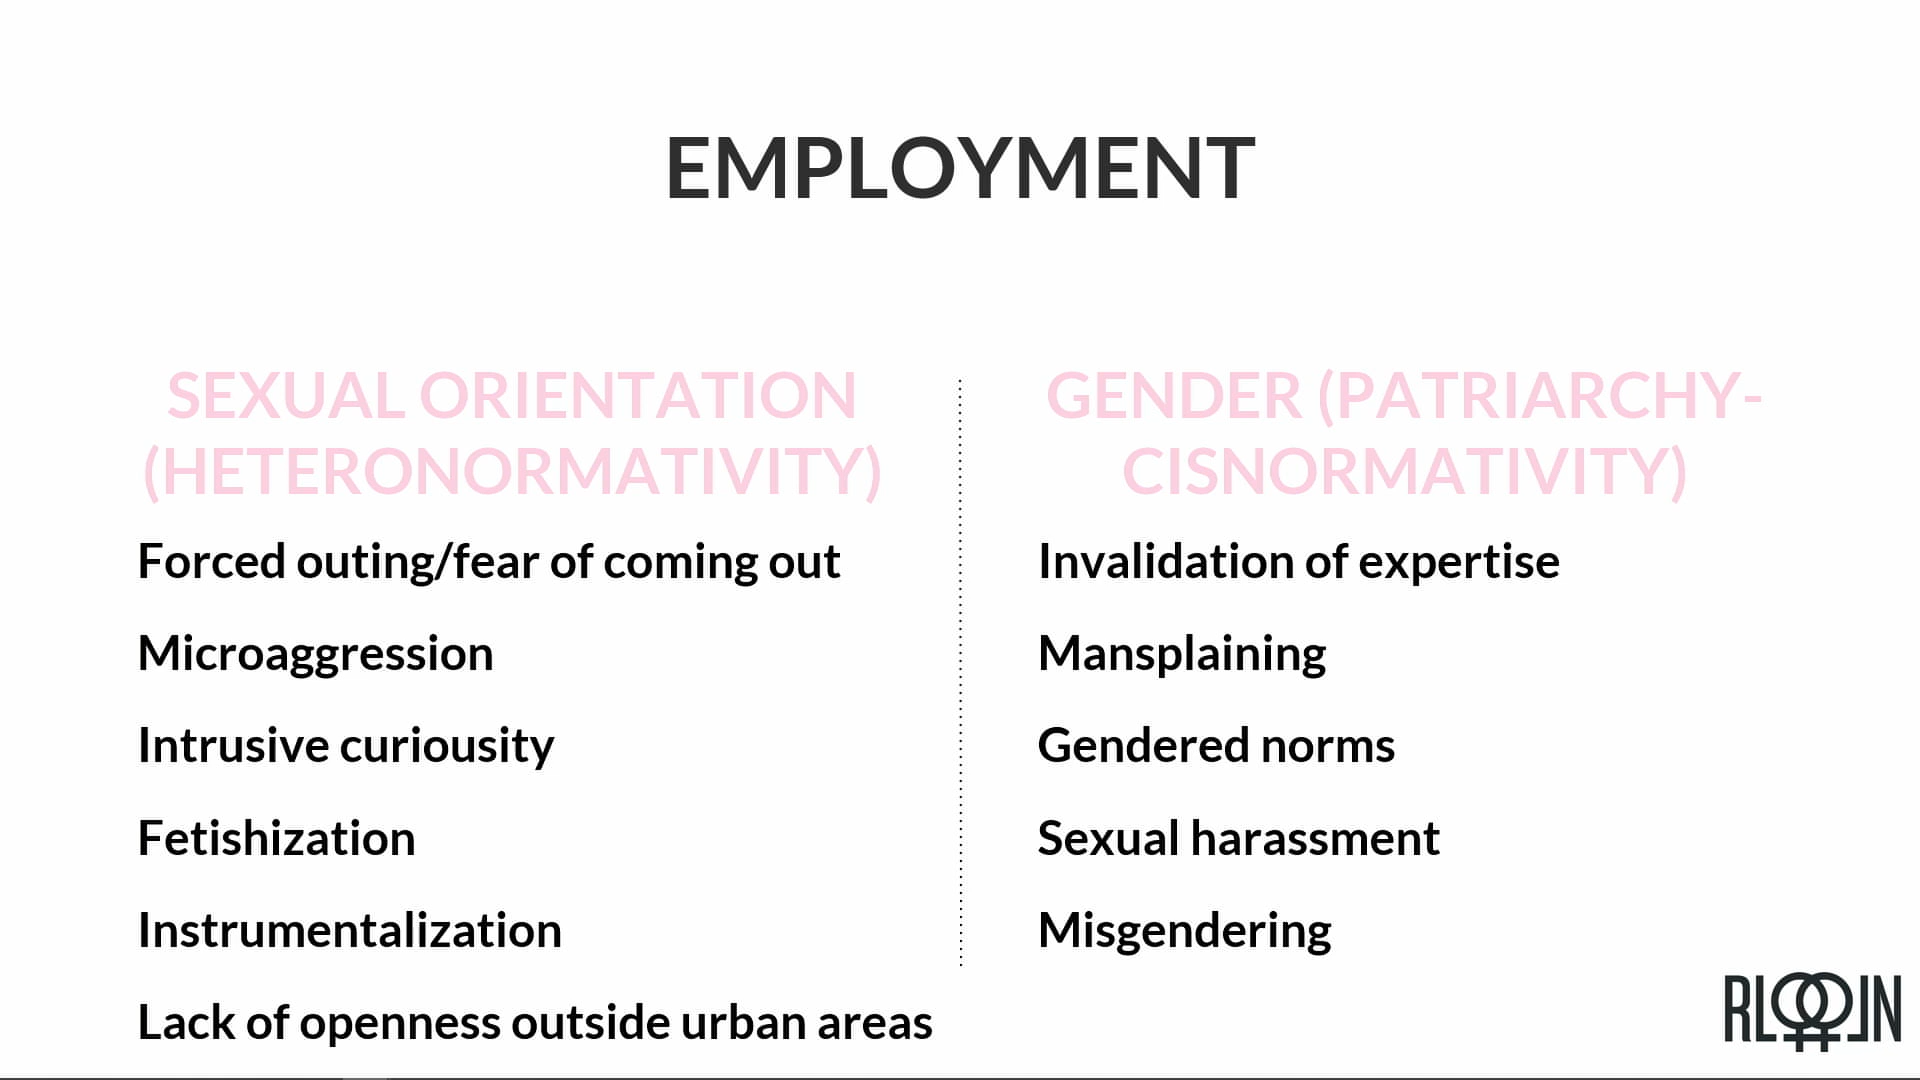 EMPLOYMENT
SEXUAL ORIENTATION
(HETERONORMATIVITY)
Forced outing/fear of coming out
Microaggression
Intrusive curiousity
Fetishization
Instrumentalization
Lack of openness outside urban areas
GENDER (PATRIARCHY-
CISNORMATIVITY)
Invalidation of expertise
Mansplaining
Gendered norms
Sexual harassment
Misgendering